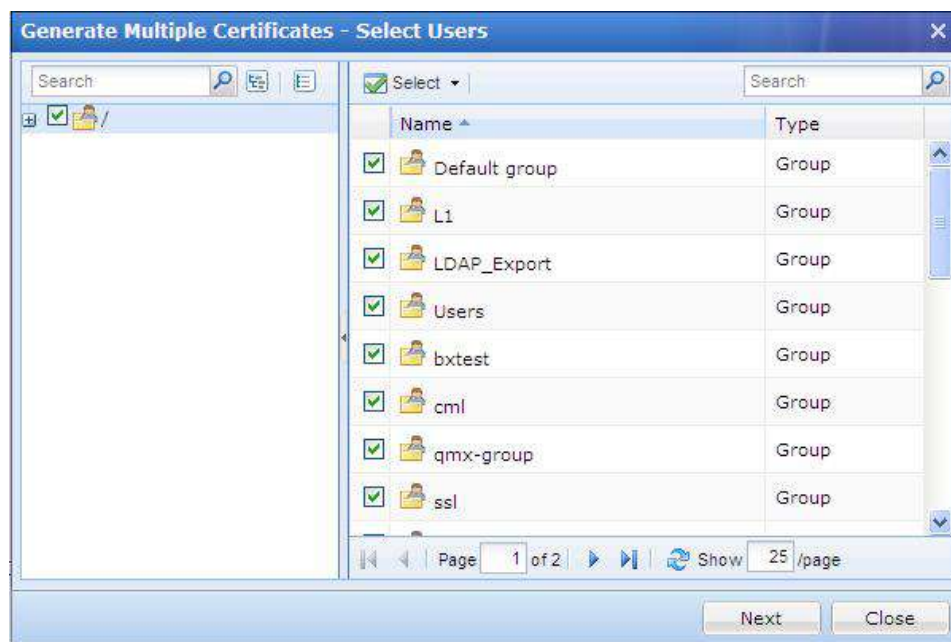 Generate Multiple Certificates - Select Users
Search
/
Select Search
Name Type
Default group Group
L1 Group
LDAP_Export Group
Users Group
bxtest Group
cml Group
qmx-group Group
ssl Group
Page 1 of 2 Show 25 /page
Next Close